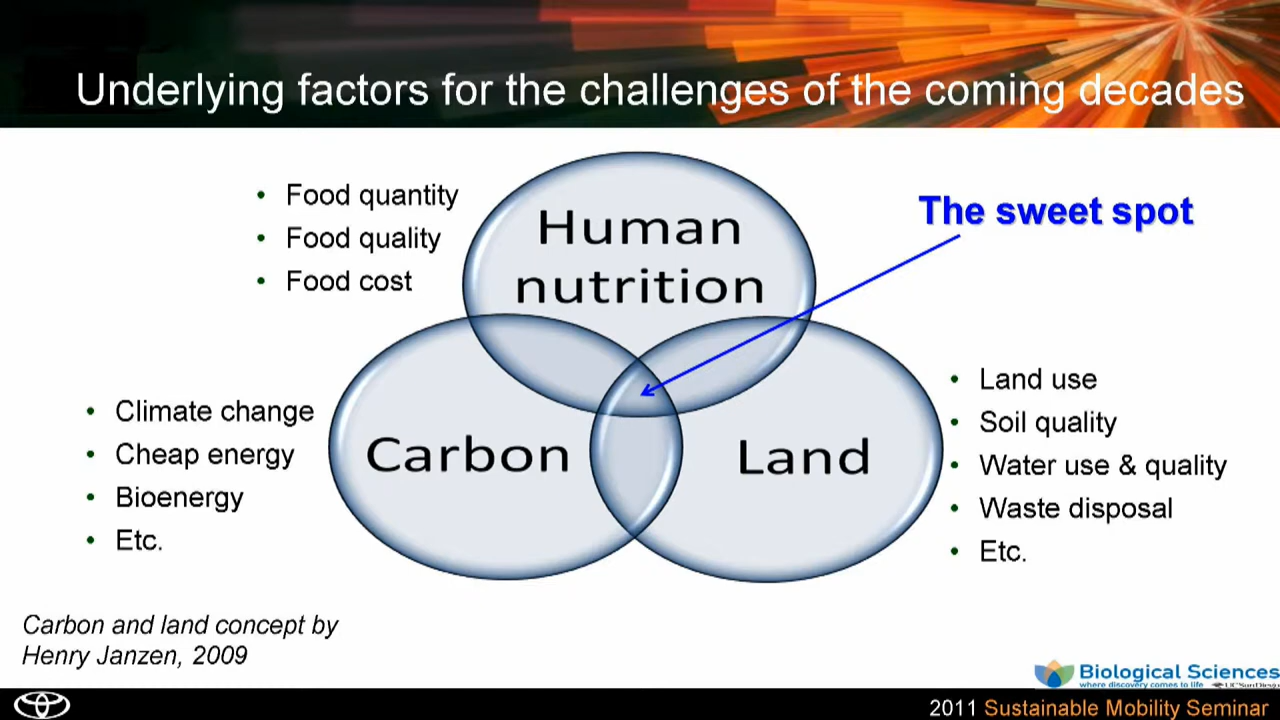 Underlying factors for the challenges of the coming decades
• Food quantity
• Food quality
• Food cost
The sweet spot
Human
nutrition
• Climate change
• Cheap energy
• Bioenergy
• Etc.
Carbon
Land
• Land use
• Soil quality
• Water use & quality
• Waste disposal
• Etc.
Carbon and land concept by
Henry Janzen, 2009
Biological Sciences
where discovery comes to life UC San Diego
2011 Sustainable Mobility Seminar